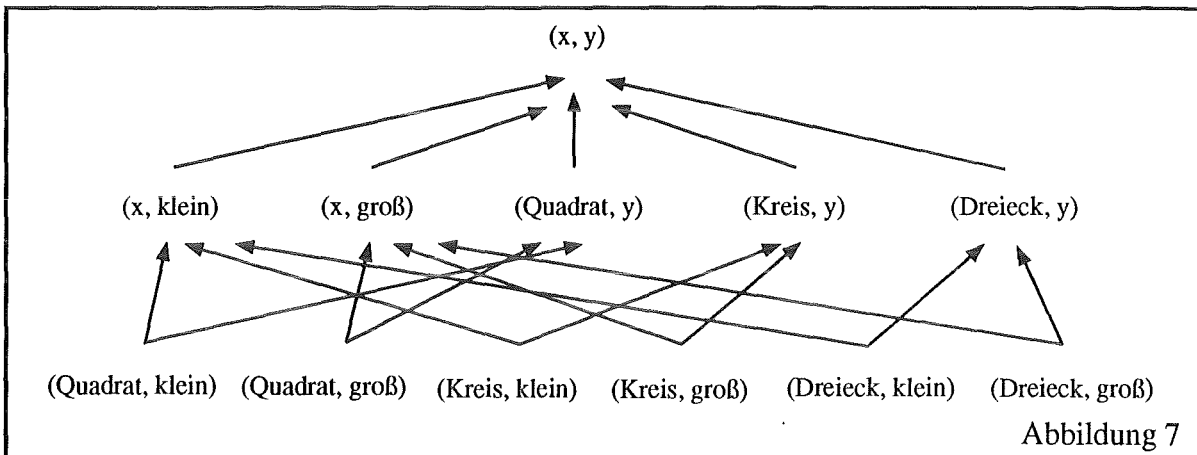 (x, y)
(x, klein) (x, groß) (Quadrat, y) (Kreis, y) (Dreieck, y)
(Quadrat, klein) (Quadrat, groß) (Kreis, klein) (Kreis, groß) (Dreieck, klein) (Dreieck, groß)
Abbildung 7